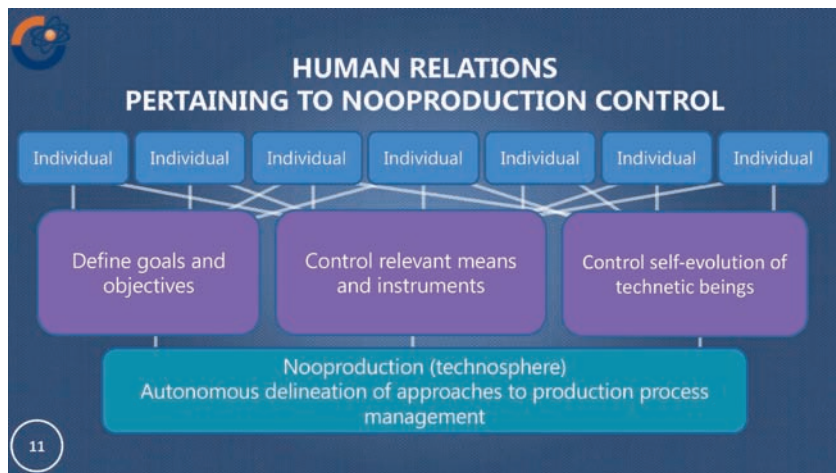 HUMAN RELATIONS
PERTAINING TO NOOPRODUCTION CONTROL
Individual
Individual
Individual
Individual
Individual
Individual
Individual
Define goals and
objectives
Control relevant means
and instruments
Control self-evolution of
technetic beings
Nooproduction (technosphere)
Autonomous delineation of approaches to production process
management
11